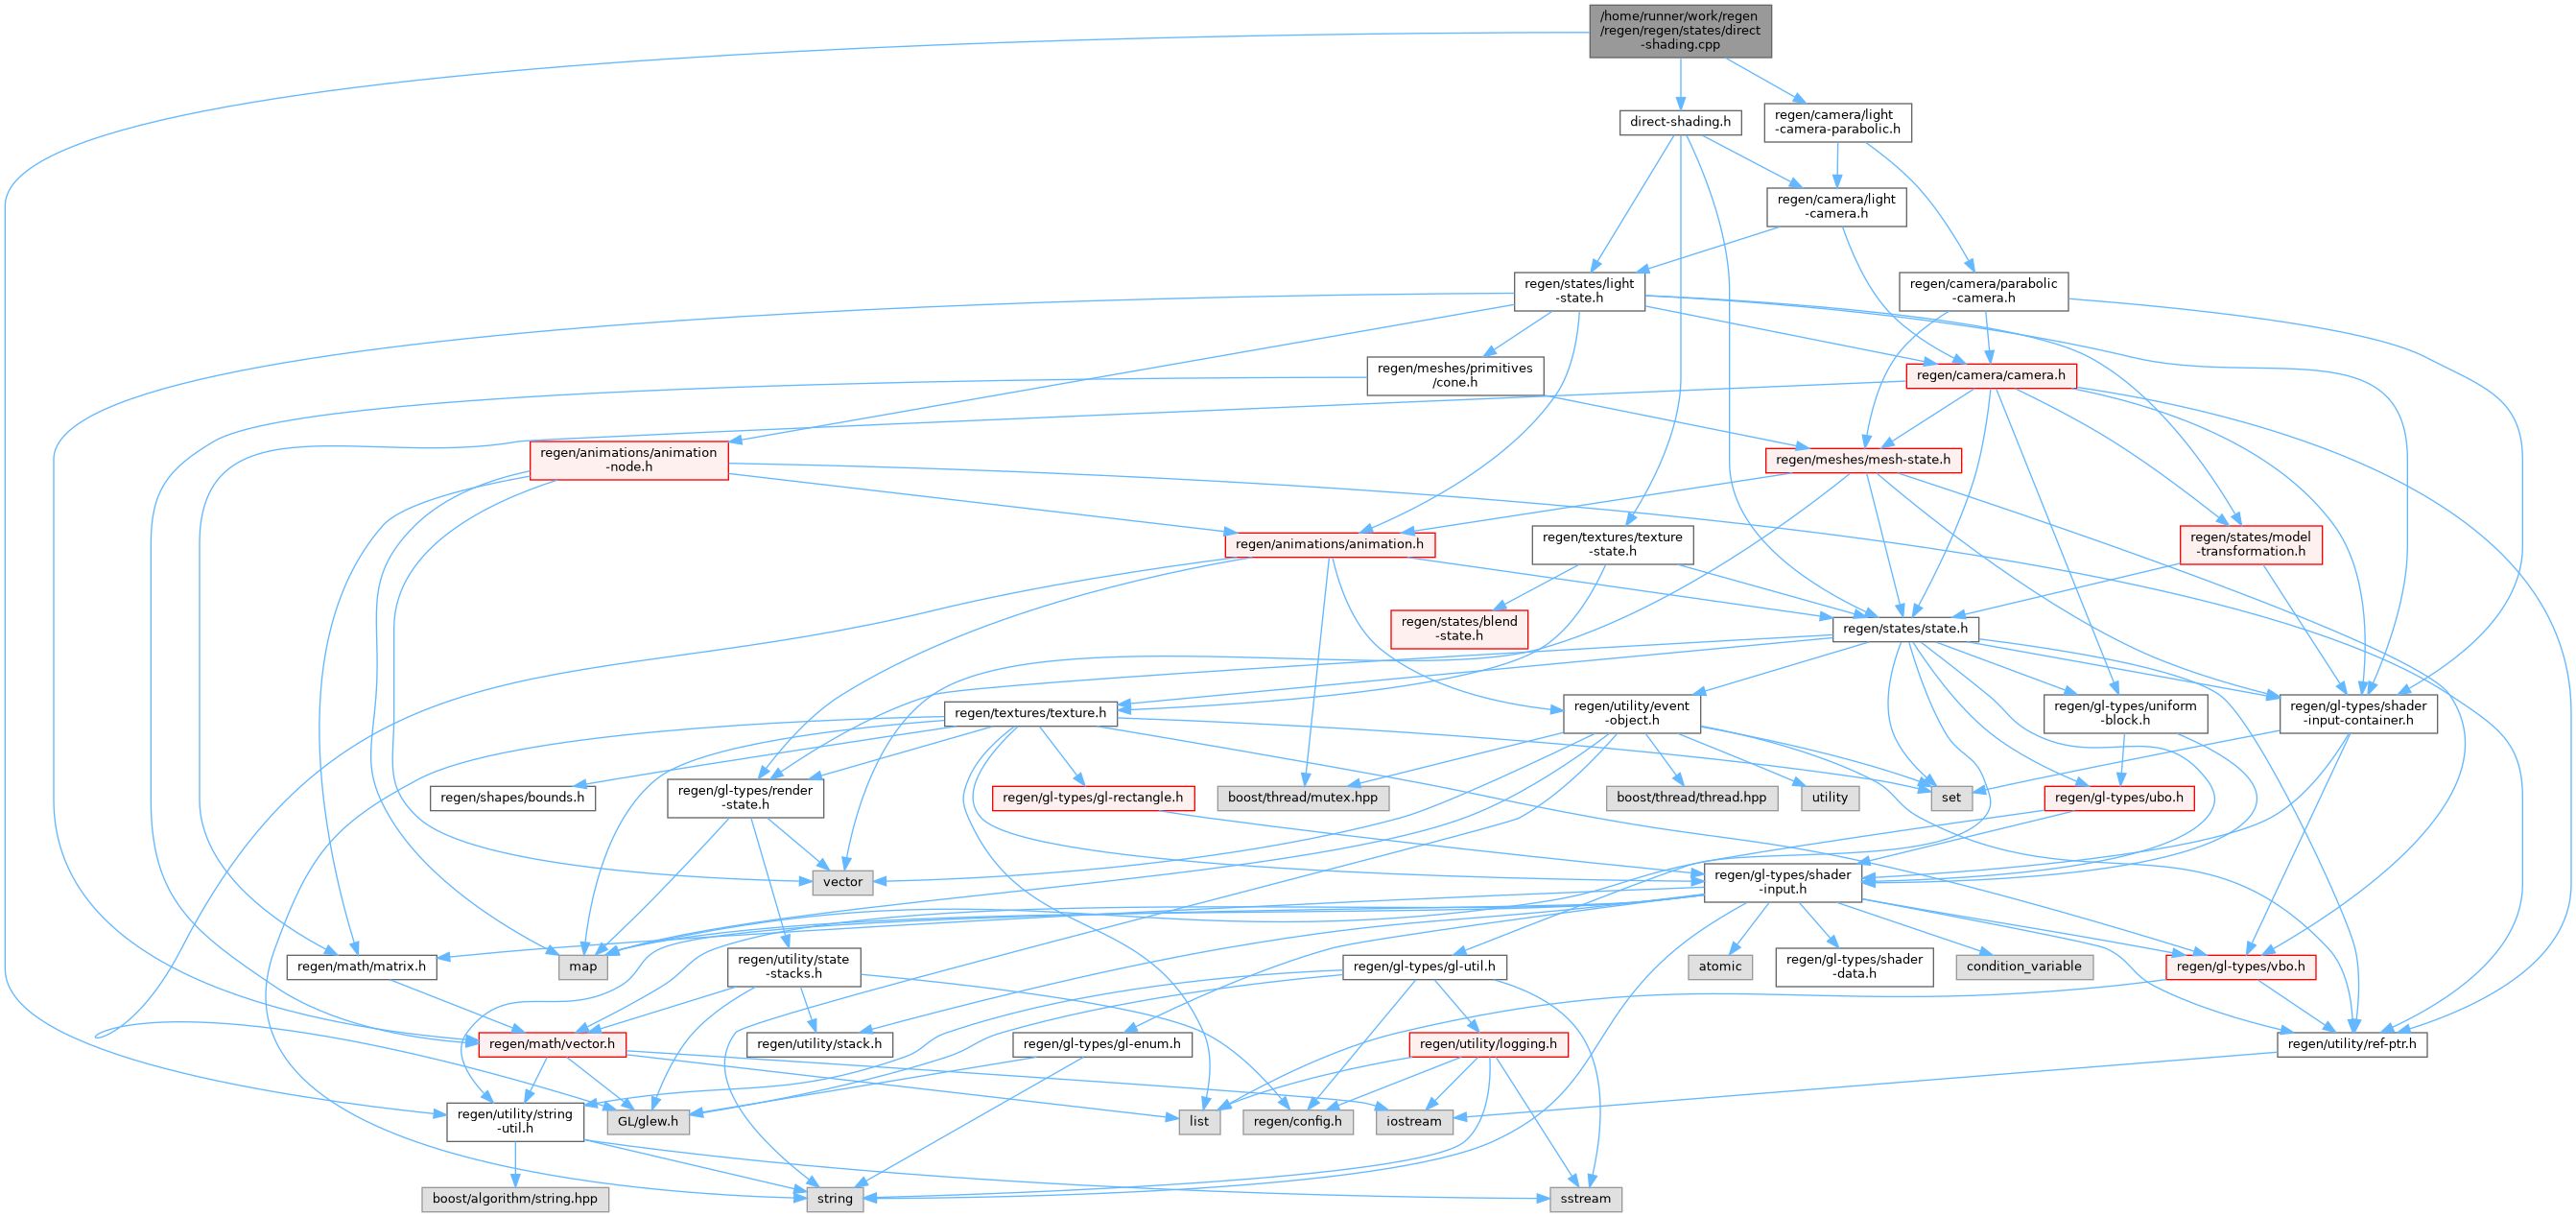 /home/runner/work/regen
/regen/regen/states/direct
-shading.cpp
direct-shading.h
regen/camera/light
-camera-parabolic.h
regen/camera/light
-camera.h
regen/states/light
-state.h
regen/camera/parabolic
-camera.h
regen/meshes/primitives
/cone.h
regen/camera/camera.h
regen/animations/animation
-node.h
regen/meshes/mesh-state.h
regen/animations/animation.h
regen/textures/texture
-state.h
regen/states/model
-transformation.h
regen/states/blend
-state.h
regen/states/state.h
regen/textures/texture.h
regen/utility/event
-object.h
regen/gl-types/uniform
-block.h
regen/gl-types/shader
-input-container.h
regen/shapes/bounds.h
regen/gl-types/render
-state.h
regen/gl-types/gl-rectangle.h
boost/thread/mutex.hpp
boost/thread/thread.hpp
utility
set
regen/gl-types/ubo.h
vector
regen/gl-types/shader
-input.h
regen/math/matrix.h
map
regen/utility/state
-stacks.h
regen/gl-types/gl-util.h
atomic
regen/gl-types/shader
-data.h
condition_variable
regen/gl-types/vbo.h
regen/math/vector.h
regen/utility/stack.h
regen/gl-types/gl-enum.h
regen/utility/logging.h
regen/utility/ref-ptr.h
regen/utility/string
-util.h
GL/glew.h
list
regen/config.h
iostream
boost/algorithm/string.hpp
string
sstream